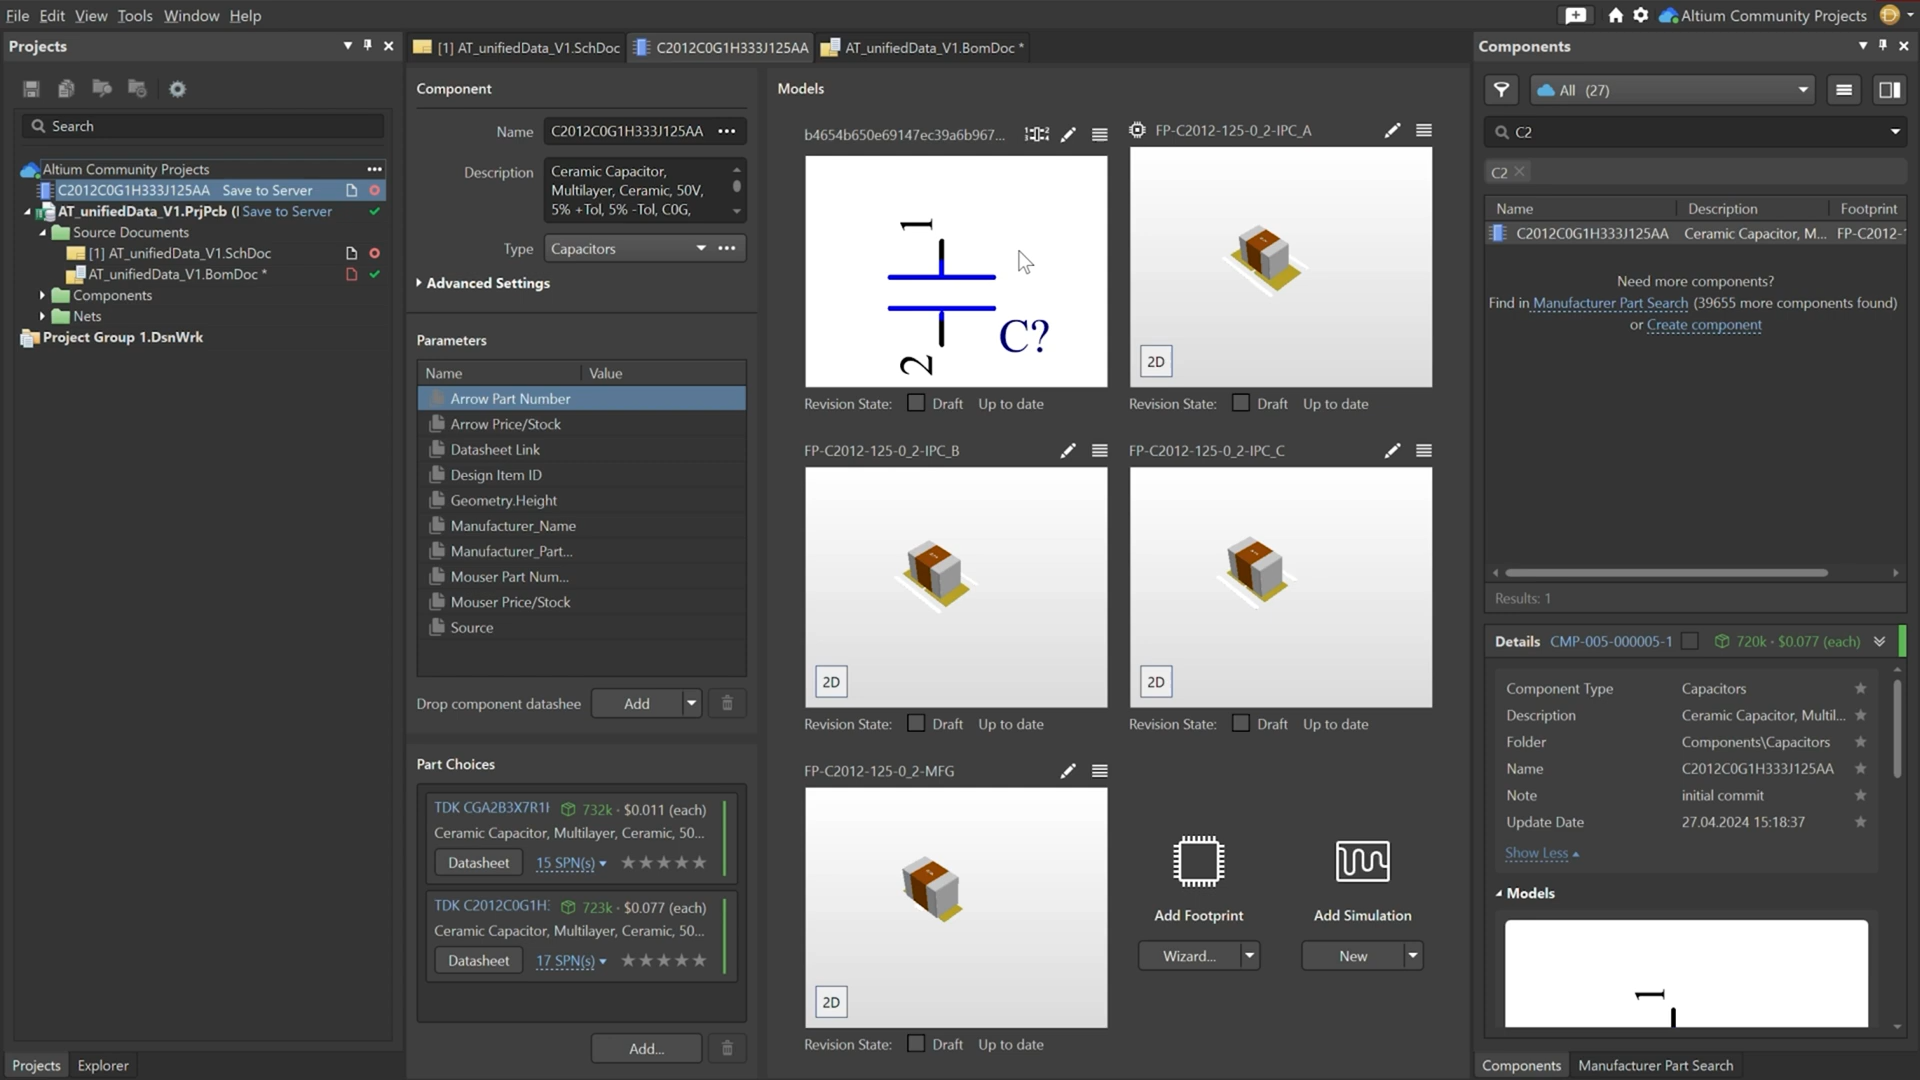 File Edit View Tools Window Help
Altium Community Projects
Projects
Search
Altium Community Projects
C2012C0G1H333J125AA Save to Server
AT_unifiedData_V1.PrjPcb ( Save to Server
Source Documents
[1] AT_unifiedData_V1.SchDoc
AT_unifiedData_V1.BomDoc *
Components
Nets
Project Group 1.DsnWrk
Projects Explorer
[1] AT_unifiedData_V1.SchDoc C2012C0G1H333J125AA AT_unifiedData_V1.BomDoc *
Component
Name C2012C0G1H333J125AA
Description Ceramic Capacitor,
Multilayer, Ceramic, 50V,
5% +Tol, 5% -Tol, C0G,
Type Capacitors
Advanced Settings
Parameters
Name Value
Arrow Part Number
Arrow Price/Stock
Datasheet Link
Design Item ID
Geometry.Height
Manufacturer_Name
Manufacturer_Part...
Mouser Part Num...
Mouser Price/Stock
Source
Drop component datashee Add
Part Choices
TDK CGA2B3X7R1H 732k · $0.011 (each)
Ceramic Capacitor, Multilayer, Ceramic, 50...
Datasheet 15 SPN(s)
TDK C2012C0G1H: 723k · $0.077 (each)
Ceramic Capacitor, Multilayer, Ceramic, 50...
Datasheet 17 SPN(s)
Add...
Models
b4654b650e69147ec39a6b967...
1
2
C?
Revision State: Draft Up to date
FP-C2012-125-0_2-IPC_A
2D
Revision State: Draft Up to date
FP-C2012-125-0_2-IPC_B
2D
Revision State: Draft Up to date
FP-C2012-125-0_2-IPC_C
2D
Revision State: Draft Up to date
FP-C2012-125-0_2-MFG
2D
Revision State: Draft Up to date
Add Footprint
Wizard...
Add Simulation
New
Components
All (27)
C2
C2
Name Description Footprint
C2012C0G1H333J125AA Ceramic Capacitor, M... FP-C2012-1
Need more components?
Find in Manufacturer Part Search (39655 more components found)
or Create component
Results: 1
Details CMP-005-000005-1 720k · $0.077 (each)
Component Type Capacitors
Description Ceramic Capacitor, Multil...
Folder Components\Capacitors
Name C2012C0G1H333J125AA
Note initial commit
Update Date 27.04.2024 15:18:37
Show Less
Models
1
Components Manufacturer Part Search